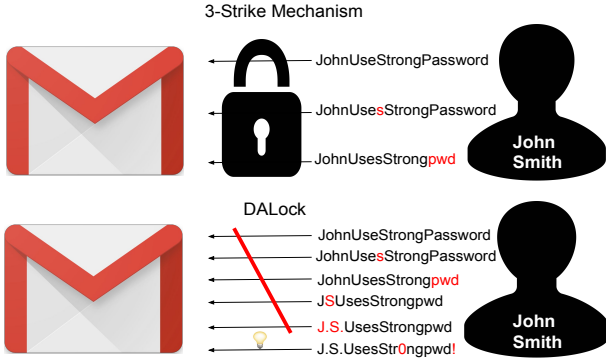 3-Strike Mechanism
JohnUseStrongPassword
JohnUsesStrongPassword
JohnUsesStrongpwd
John
Smith
DALock
JohnUseStrongPassword
JohnUsesStrongPassword
JohnUsesStrongpwd
JSUsesStrongpwd
J.S.UsesStrongpwd
J.S.UsesStr0ngpwd!
John
Smith